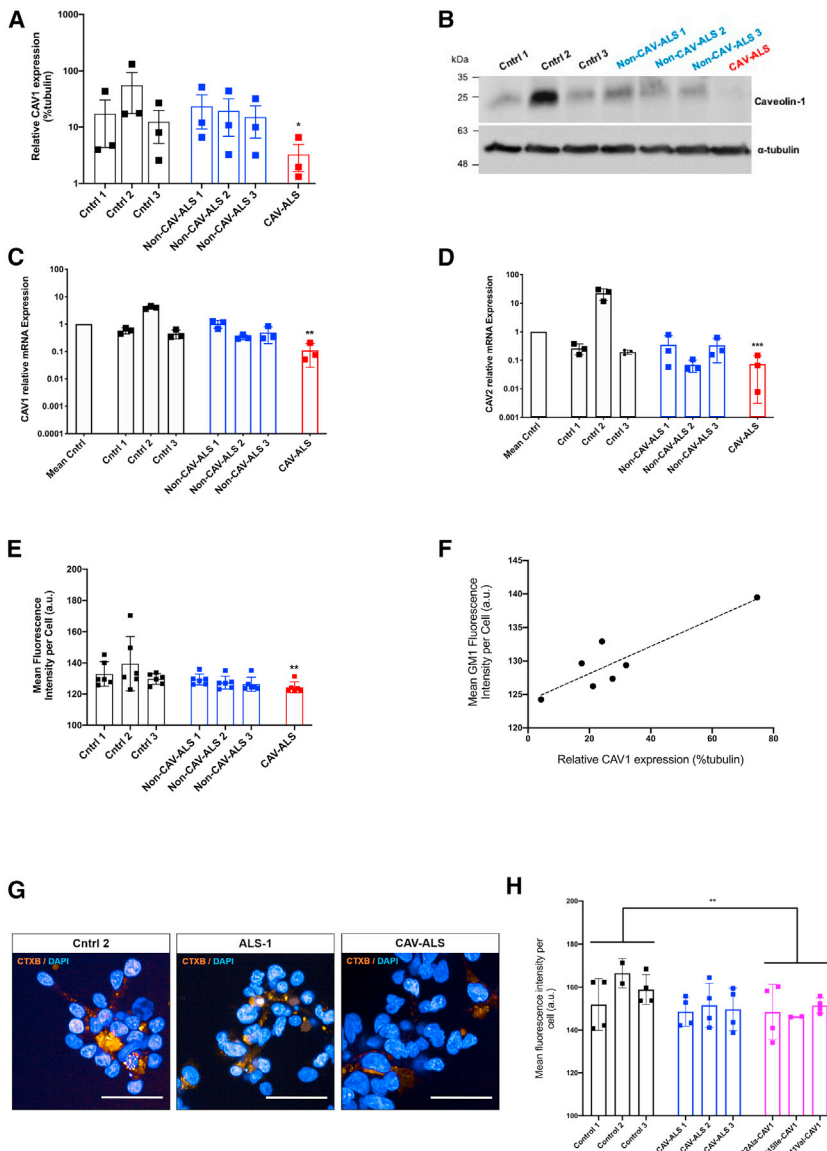 A
Relative CAV1 expression
(%tubulin)
1000
100
10
1
*
Cntrl 1
Cntrl 2
Cntrl 3
Non-CAV-ALS 1
Non-CAV-ALS 2
Non-CAV-ALS 3
CAV-ALS
B
kDa
Cntrl 1
Cntrl 2
Cntrl 3
Non-CAV-ALS 1
Non-CAV-ALS 2
Non-CAV-ALS 3
CAV-ALS
35
25
15
63
48
Caveolin-1
α-tubulin
C
CAV1 relative mRNA Expression
100
10
1
0.1
0.01
0.001
0.0001
**
Mean Cntrl
Cntrl 1
Cntrl 2
Cntrl 3
Non-CAV-ALS 1
Non-CAV-ALS 2
Non-CAV-ALS 3
CAV-ALS
D
CAV2 relative mRNA Expression
100
10
1
0.1
0.01
0.001
***
Mean Cntrl
Cntrl 1
Cntrl 2
Cntrl 3
Non-CAV-ALS 1
Non-CAV-ALS 2
Non-CAV-ALS 3
CAV-ALS
E
Mean Fluorescence
Intensity per Cell (a.u.)
200
180
160
140
120
100
**
Cntrl 1
Cntrl 2
Cntrl 3
Non-CAV-ALS 1
Non-CAV-ALS 2
Non-CAV-ALS 3
CAV-ALS
F
Mean GM1 Fluorescence
Intensity per Cell (a.u.)
145
140
135
130
125
120
0
20
40
60
80
Relative CAV1 expression (%tubulin)
G
Cntrl 2
CTXB / DAPI
ALS-1
CTXB / DAPI
CAV-ALS
CTXB / DAPI
H
Mean fluorescence intensity per
cell (a.u.)
200
180
160
140
120
100
**
Control 1
Control 2
Control 3
CAV-ALS 1
CAV-ALS 2
CAV-ALS 3